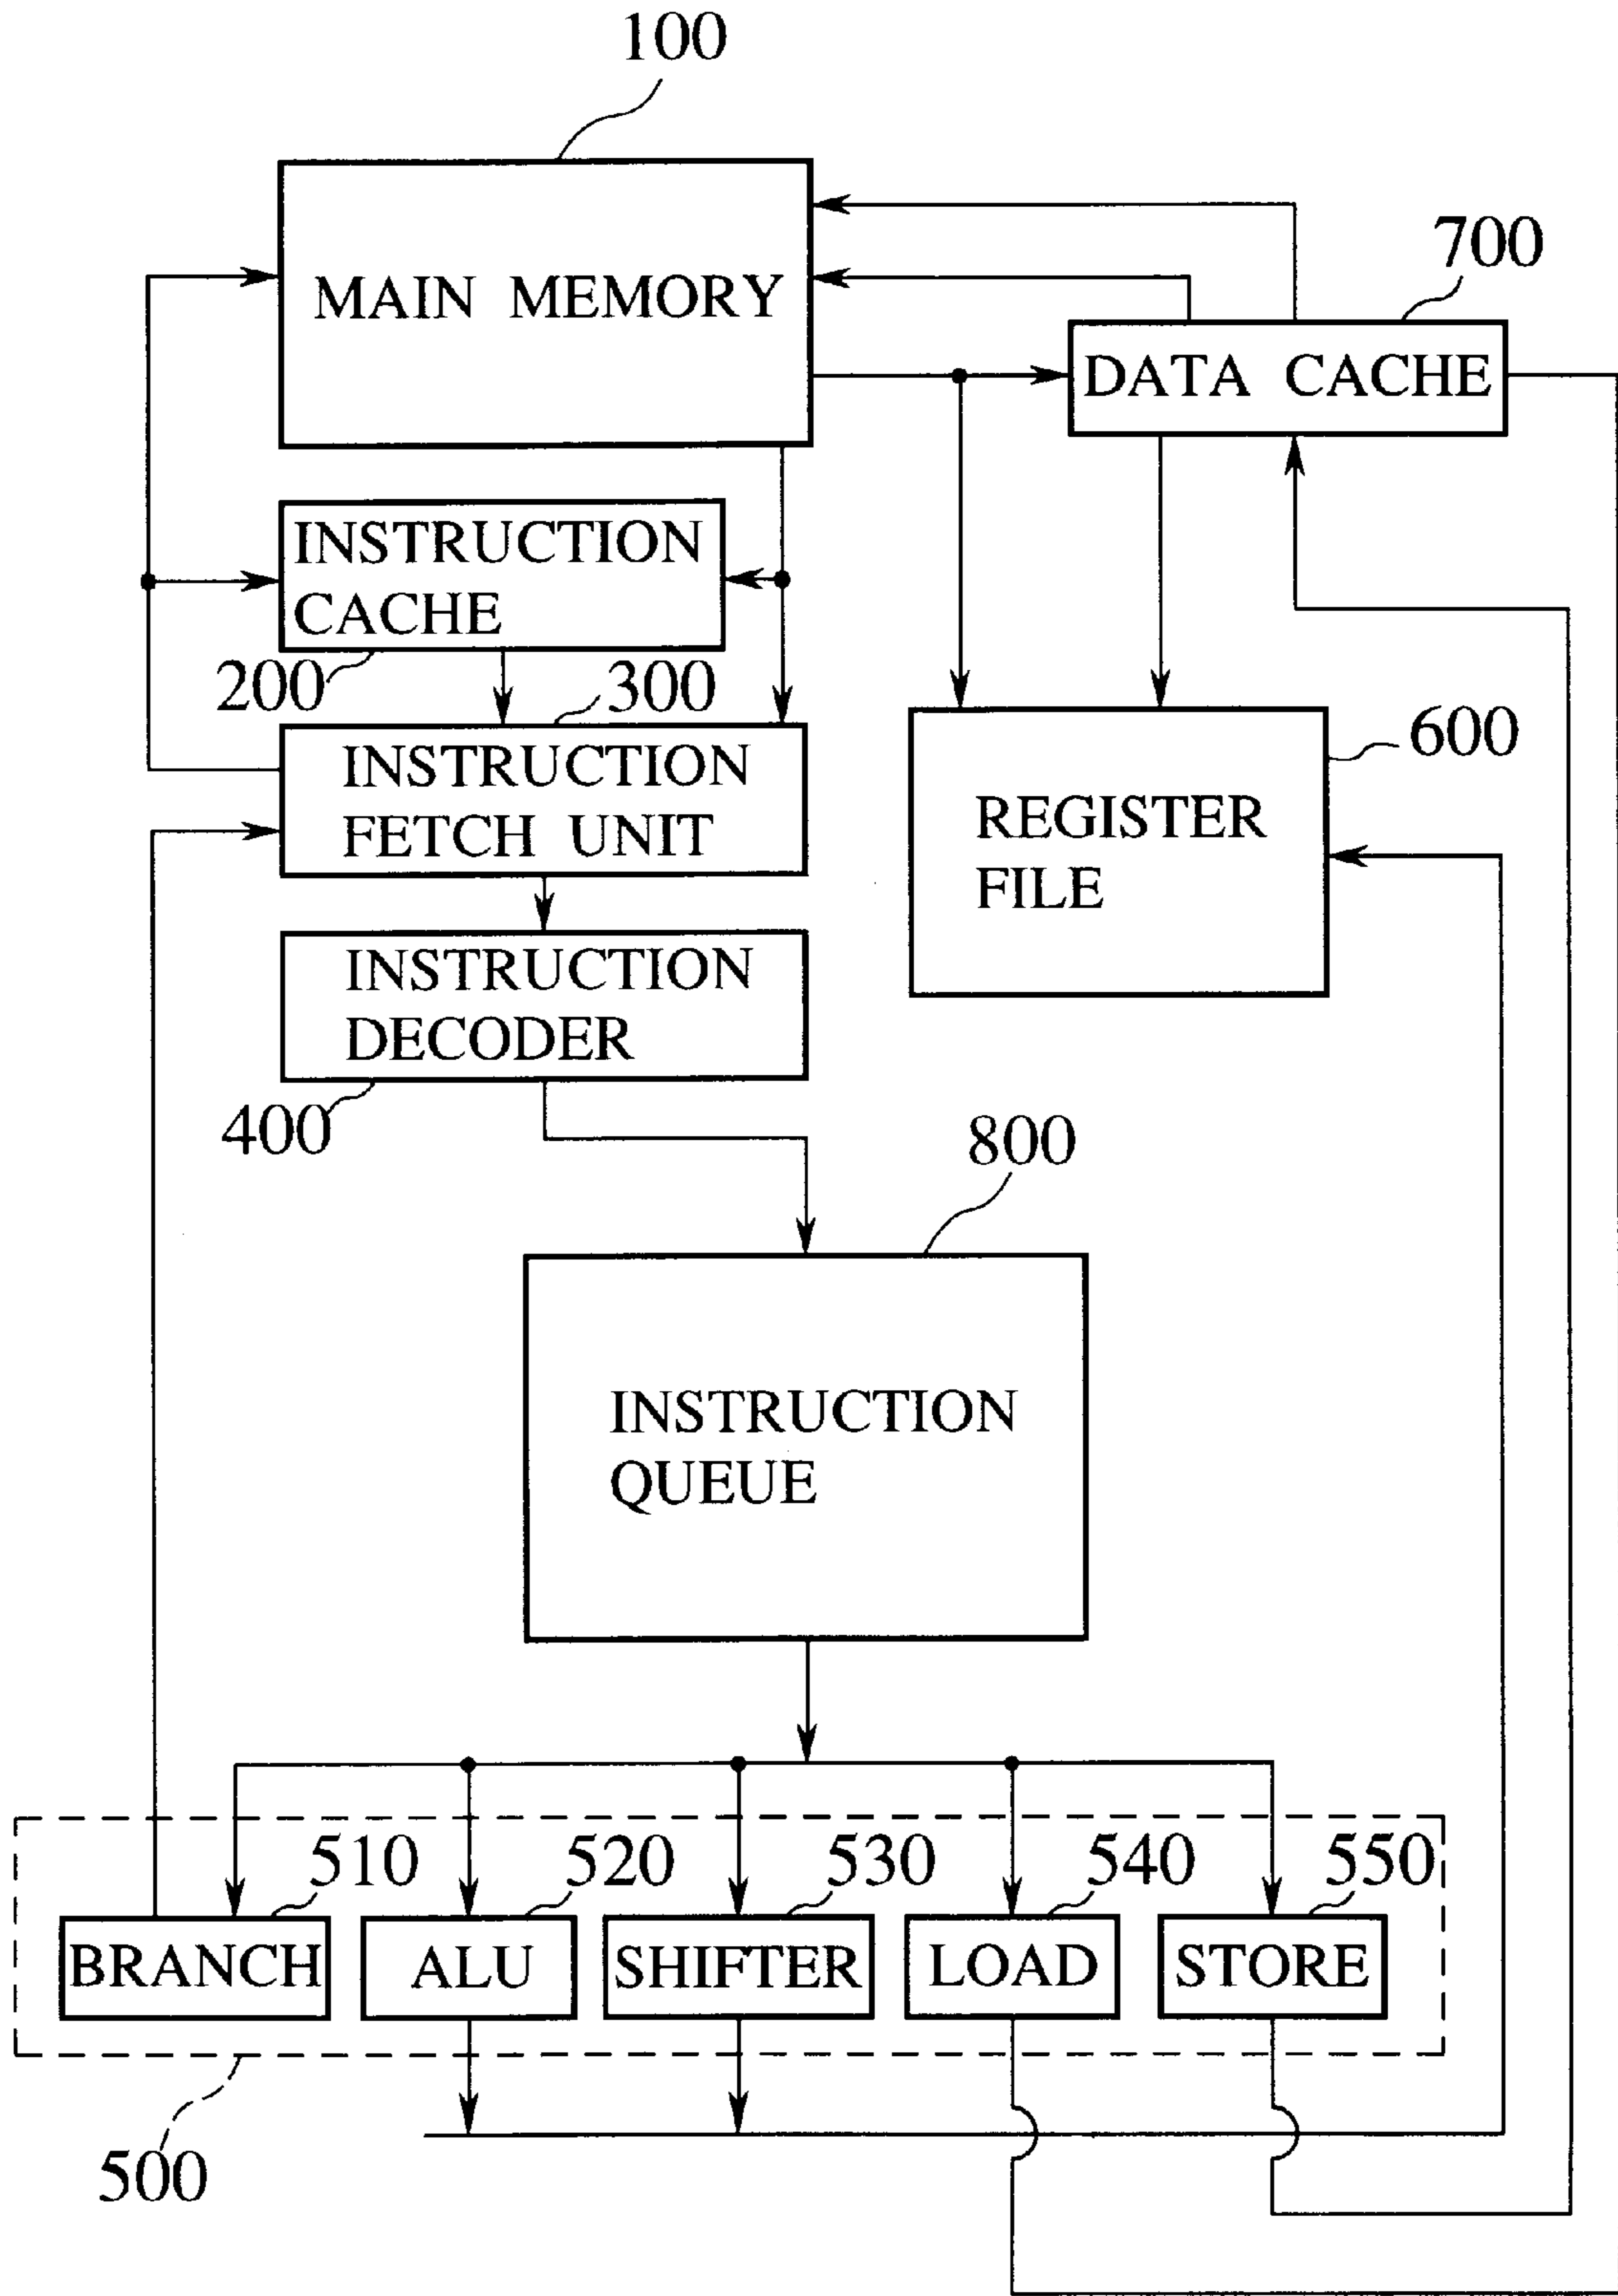 100
MAIN MEMORY
700
DATA CACHE
INSTRUCTION
CACHE
200
300
INSTRUCTION
FETCH UNIT
600
REGISTER
FILE
INSTRUCTION
DECODER
400
800
INSTRUCTION
QUEUE
510
520
530
540
550
BRANCH
ALU
SHIFTER
LOAD
STORE
500